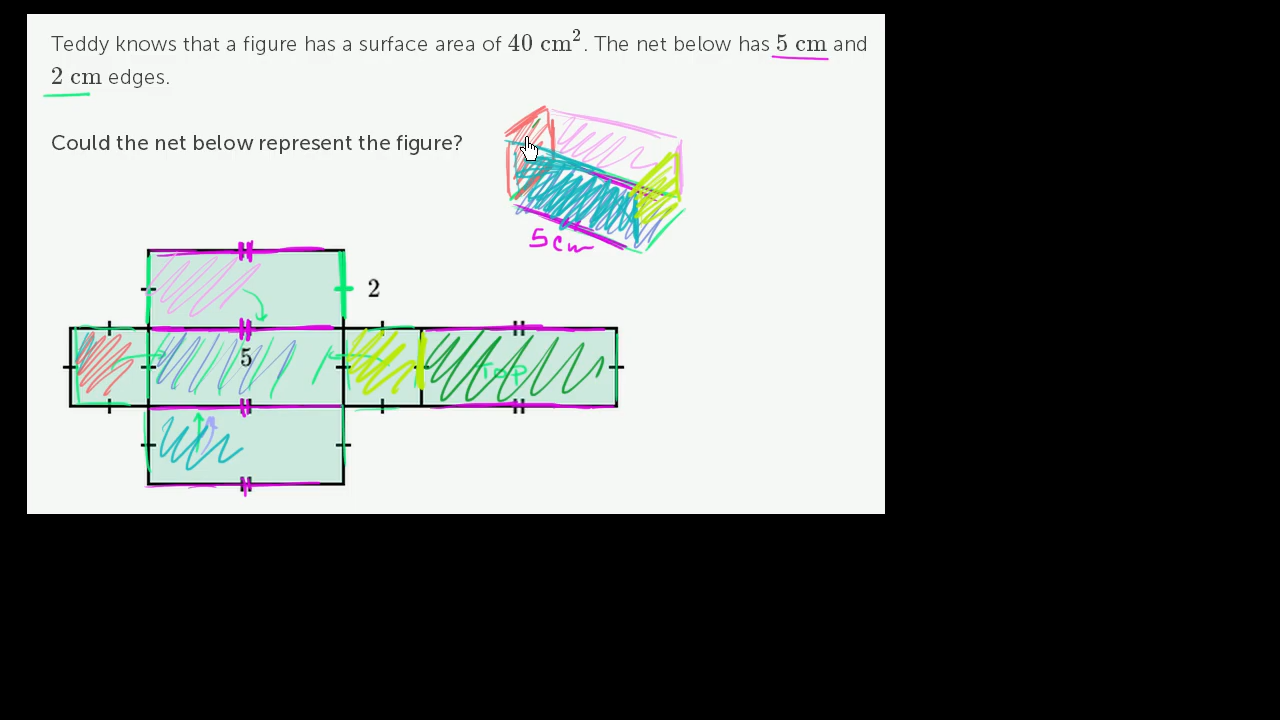 Teddy knows that a figure has a surface area of 40 cm². The net below has 5 cm and
2 cm edges.
Could the net below represent the figure?
5cm
2
5
Top